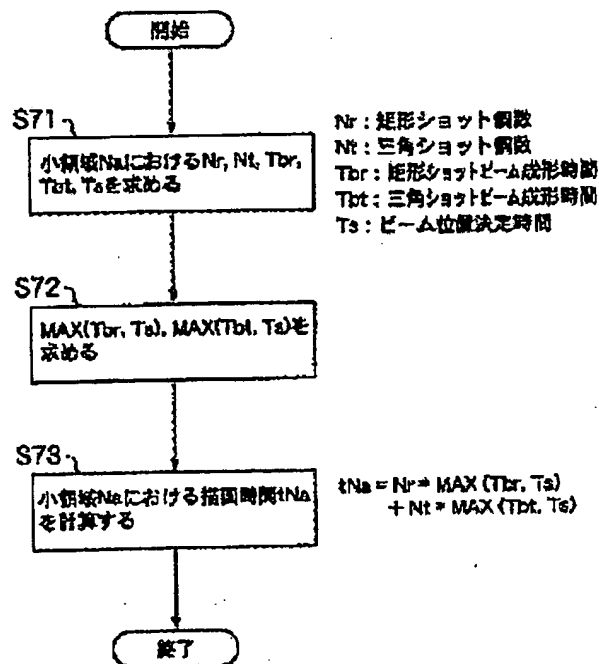 開始
S71
小領域NaにおけるNr, Nt, Tbr,
Tbt, Tsを求める
Nr：矩形ショット個数
Nt：三角ショット個数
Tbr：矩形ショットビーム成形時間
Tbt：三角ショットビーム成形時間
Ts：ビーム位置決定時間
S72
MAX(Tbr, Ts), MAX(Tbt, Ts)を
求める
S73
小領域Naにおける描画時間tNa
を計算する
tNa = Nr * MAX (Tbr, Ts)
+ Nt * MAX (Tbt, Ts)
終了